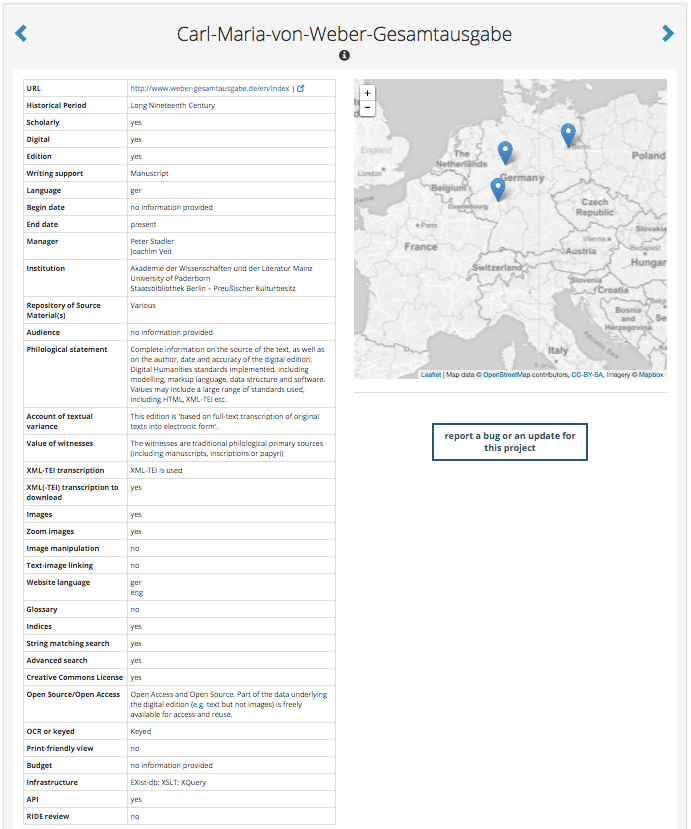 Carl-Maria-von-Weber-Gesamtausgabe
URL http://www.weber-gesamtausgabe.de/en/Index |
Historical Period Long Nineteenth Century
Scholarly yes
Digital yes
Edition yes
Writing support Manuscript
Language ger
Begin date no information provided
End date present
Manager Peter Stadler
Joachim Veit
Institution Akademie der Wissenschaften und der Literatur Mainz
University of Paderborn
Staatsbibliothek Berlin – Preußischer Kulturbesitz
Repository of Source Various
Material(s)
Audience no information provided
Philological statement Complete information on the source of the text, as well as
on the author, date and accuracy of the digital edition.
Digital Humanities standards implemented, including
modelling, markup language, data structure and software.
Values may include a large range of standards used,
including HTML, XML-TEI etc.
Account of textual This edition is 'based on full-text transcription of original
variance texts into electronic form'.
Value of witnesses The witnesses are traditional philological primary sources
(including manuscripts, inscriptions or papyri)
XML-TEI transcription XML-TEI is used
XML(-TEI) transcription to yes
download
Images yes
Zoom images yes
Image manipulation no
Text-image linking no
Website language ger
eng
Glossary no
Indices yes
String matching search yes
Advanced search yes
Creative Commons License yes
Open Source/Open Access Open Access and Open Source. Part of the data underlying
the digital edition (e.g. text but not images) is freely
available for access and reuse.
OCR or keyed Keyed
Print-friendly view no
Budget no information provided
Infrastructure EXist-db; XSLT; XQuery
API yes
RIDE review no
+
−
England
London
The
Netherlands
Berlin
Poland
Germany
Belgium
Luxembourg
Czech
Republic
Paris
Slovakia
France
Vienna
Budapest
Austria
Hungar
Switzerland
Slovenia
Croatia
Bosnia
and
Herzegovina
Se
Italy
Adriatic Sea
Leaflet | Map data © OpenStreetMap contributors, CC-BY-SA, Imagery © Mapbox
report a bug or an update for
this project